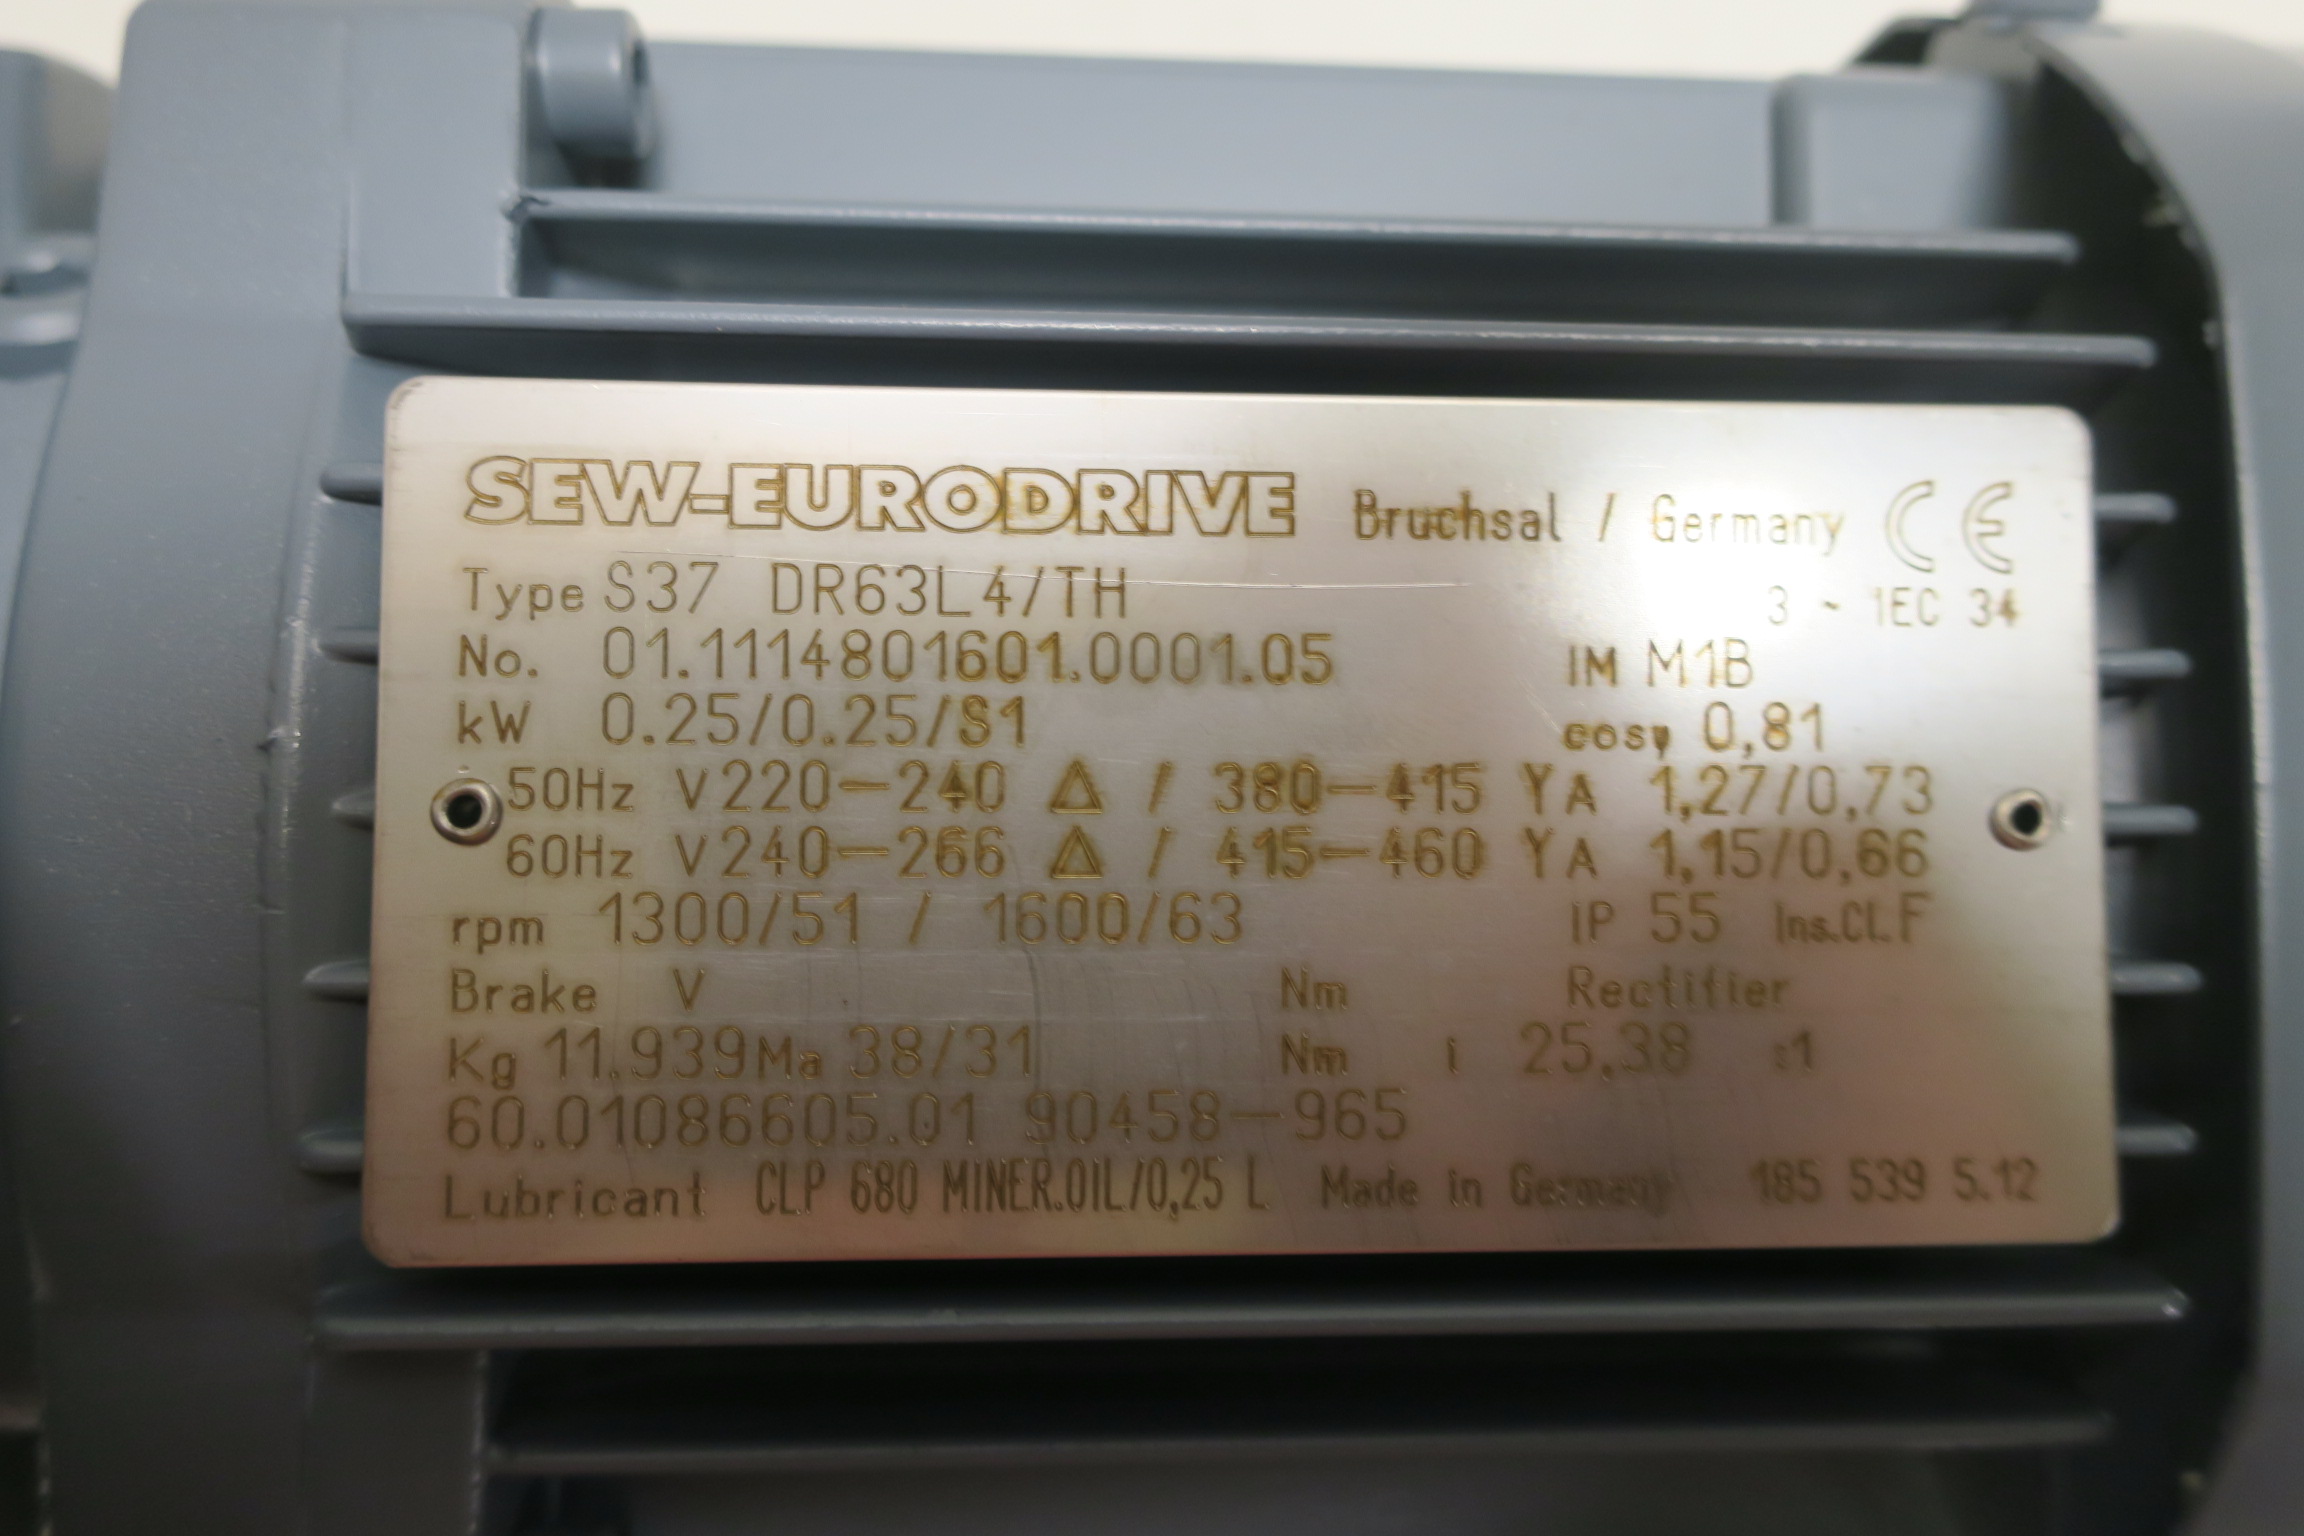 SEW-EURODRIVE Bruchsal / Germany CE
Type S37 DR63L4/TH 3 ~ IEC 34
No. 01.1114801601.0001.05 IM M1B
kW 0.25/0.25/S1 cosφ 0,81
50Hz V 220-240 Δ / 380-415 Y A 1,27/0,73
60Hz V 240-266 Δ / 415-460 Y A 1,15/0,66
rpm 1300/51 / 1600/63 IP 55 Ins.Cl. F
Brake V Nm Rectifier
Kg 11.939 Ma 38/31 Nm i 25,38 :1
60.01086605.01 90458-965
Lubricant CLP 680 MINER.OIL/0,25 L Made in Germany 185 539 5.12